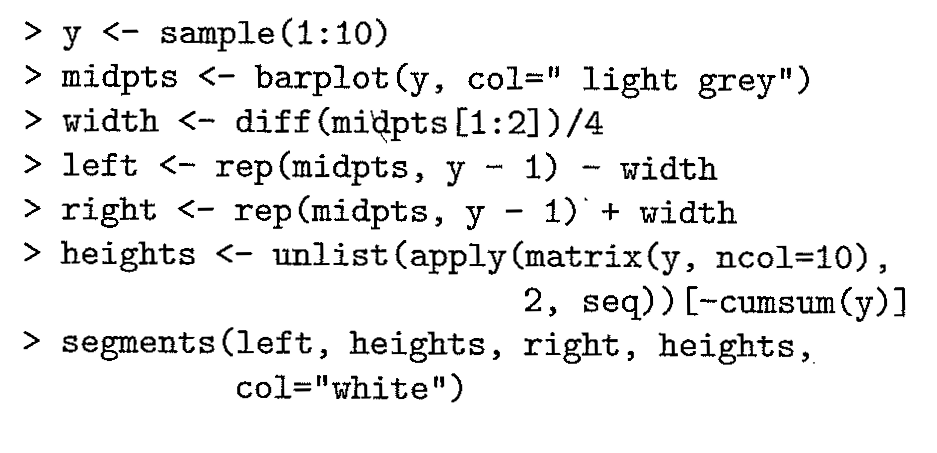 > y <- sample(1:10)
> midpts <- barplot(y, col=" light grey")
> width <- diff(midpts[1:2])/4
> left <- rep(midpts, y - 1) - width
> right <- rep(midpts, y - 1) + width
> heights <- unlist(apply(matrix(y, ncol=10),
2, seq))[-cumsum(y)]
> segments(left, heights, right, heights,
col="white")